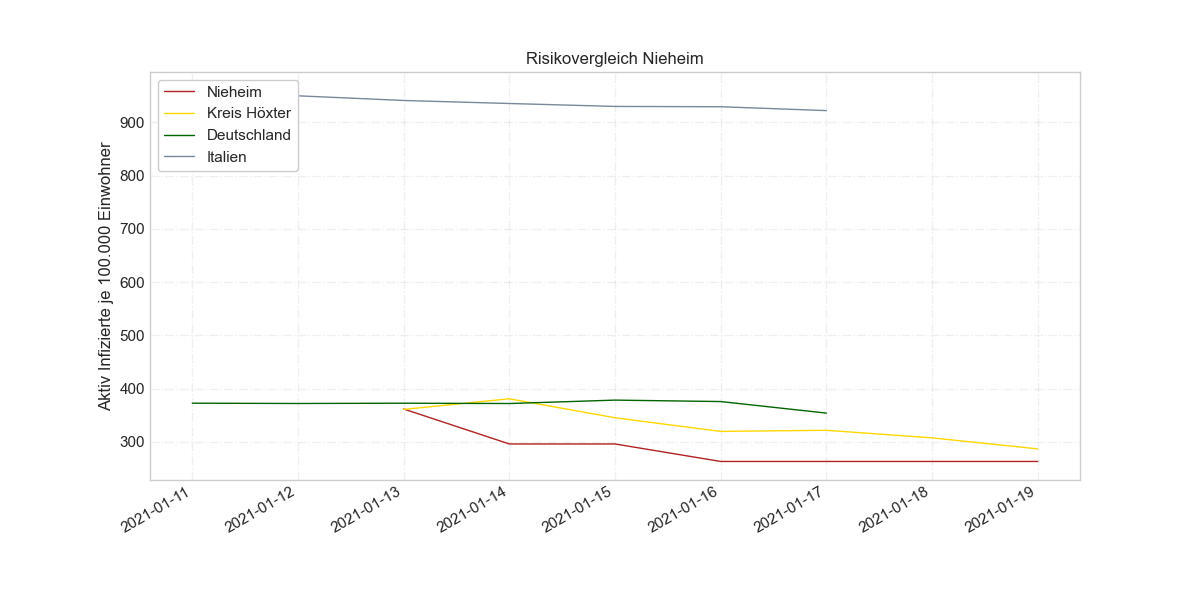 Risikovergleich Nieheim
Nieheim
Kreis Höxter
Deutschland
Italien
Aktiv Infizierte je 100.000 Einwohner
900
800
700
600
500
400
300
2021-01-11
2021-01-12
2021-01-13
2021-01-14
2021-01-15
2021-01-16
2021-01-17
2021-01-18
2021-01-19